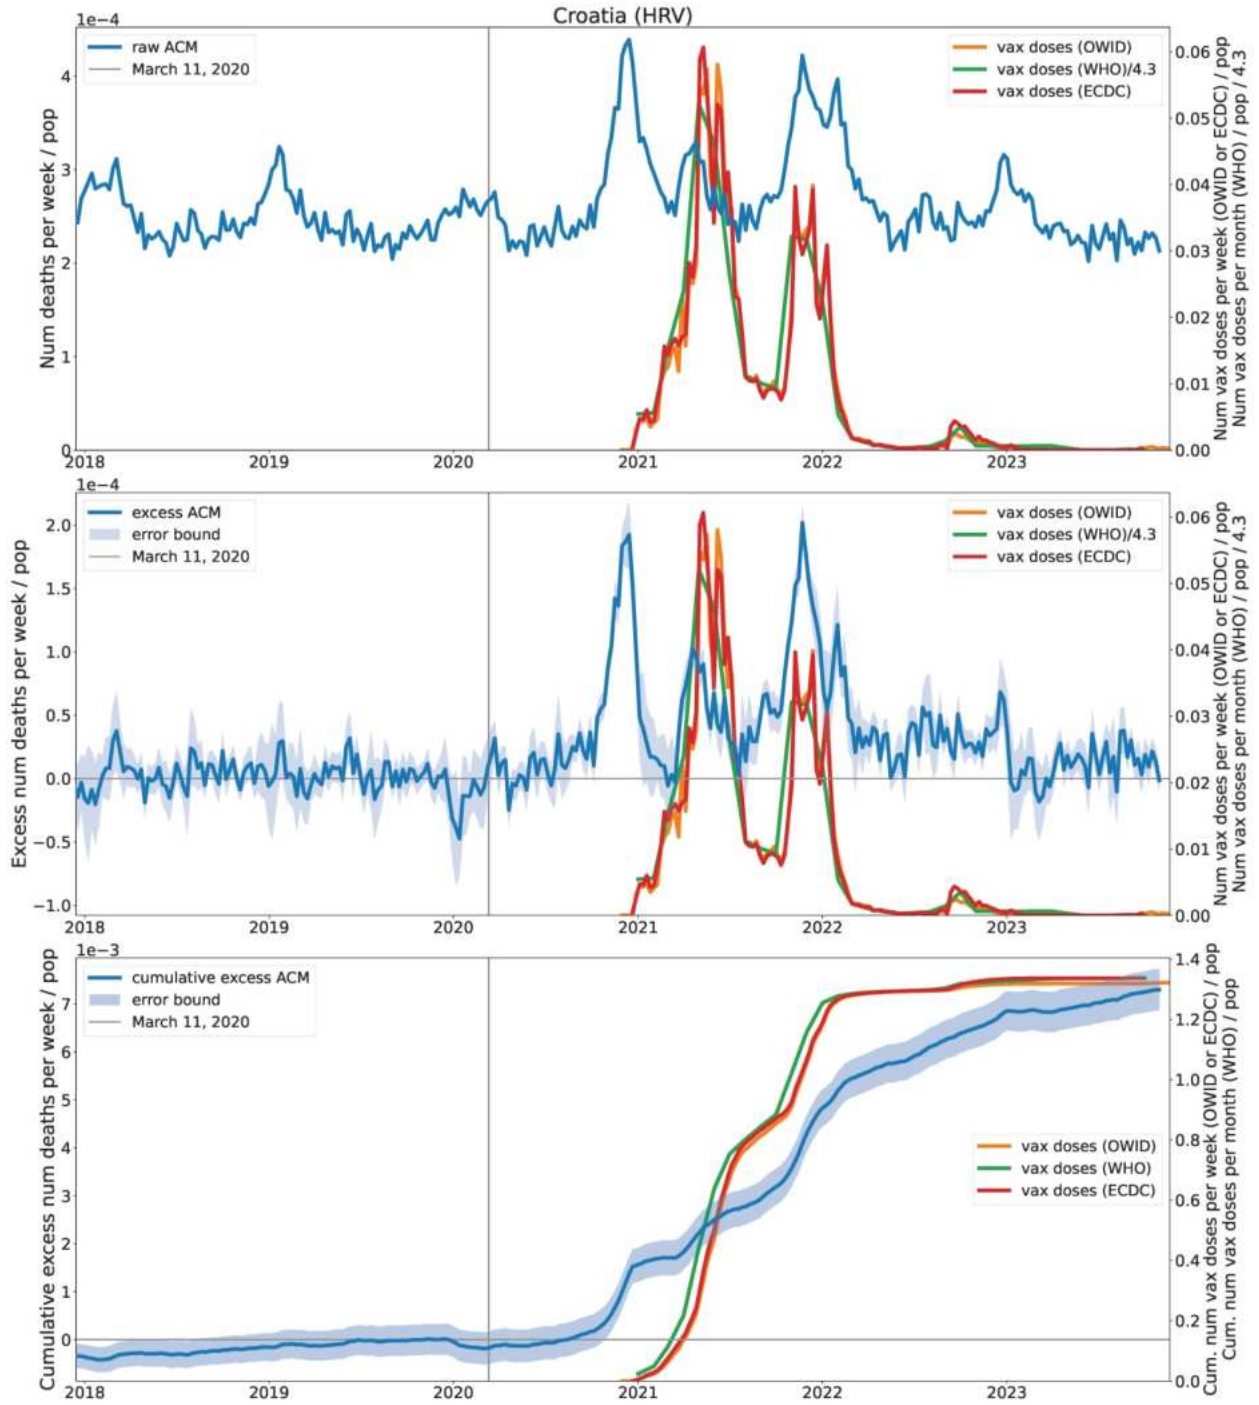 Croatia (HRV)
1e−4
raw ACM
March 11, 2020
vax doses (OWID)
vax doses (WHO)/4.3
vax doses (ECDC)
Num deaths per week / pop
4
3
2
1
0
0.06
0.05
0.04
0.03
0.02
0.01
0.00
Num vax doses per week (OWID or ECDC) / pop
Num vax doses per month (WHO) / pop / 4.3
2018 2019 2020 2021 2022 2023
1e−4
excess ACM
error bound
March 11, 2020
vax doses (OWID)
vax doses (WHO)/4.3
vax doses (ECDC)
Excess num deaths per week / pop
2.0
1.5
1.0
0.5
0.0
−0.5
−1.0
0.06
0.05
0.04
0.03
0.02
0.01
0.00
Num vax doses per week (OWID or ECDC) / pop
Num vax doses per month (WHO) / pop / 4.3
2018 2019 2020 2021 2022 2023
1e−3
cumulative excess ACM
error bound
March 11, 2020
vax doses (OWID)
vax doses (WHO)
vax doses (ECDC)
Cumulative excess num deaths per week / pop
7
6
5
4
3
2
1
0
1.4
1.2
1.0
0.8
0.6
0.4
0.2
0.0
Cum. num vax doses per week (OWID or ECDC) / pop
Cum. num vax doses per month (WHO) / pop
2018 2019 2020 2021 2022 2023